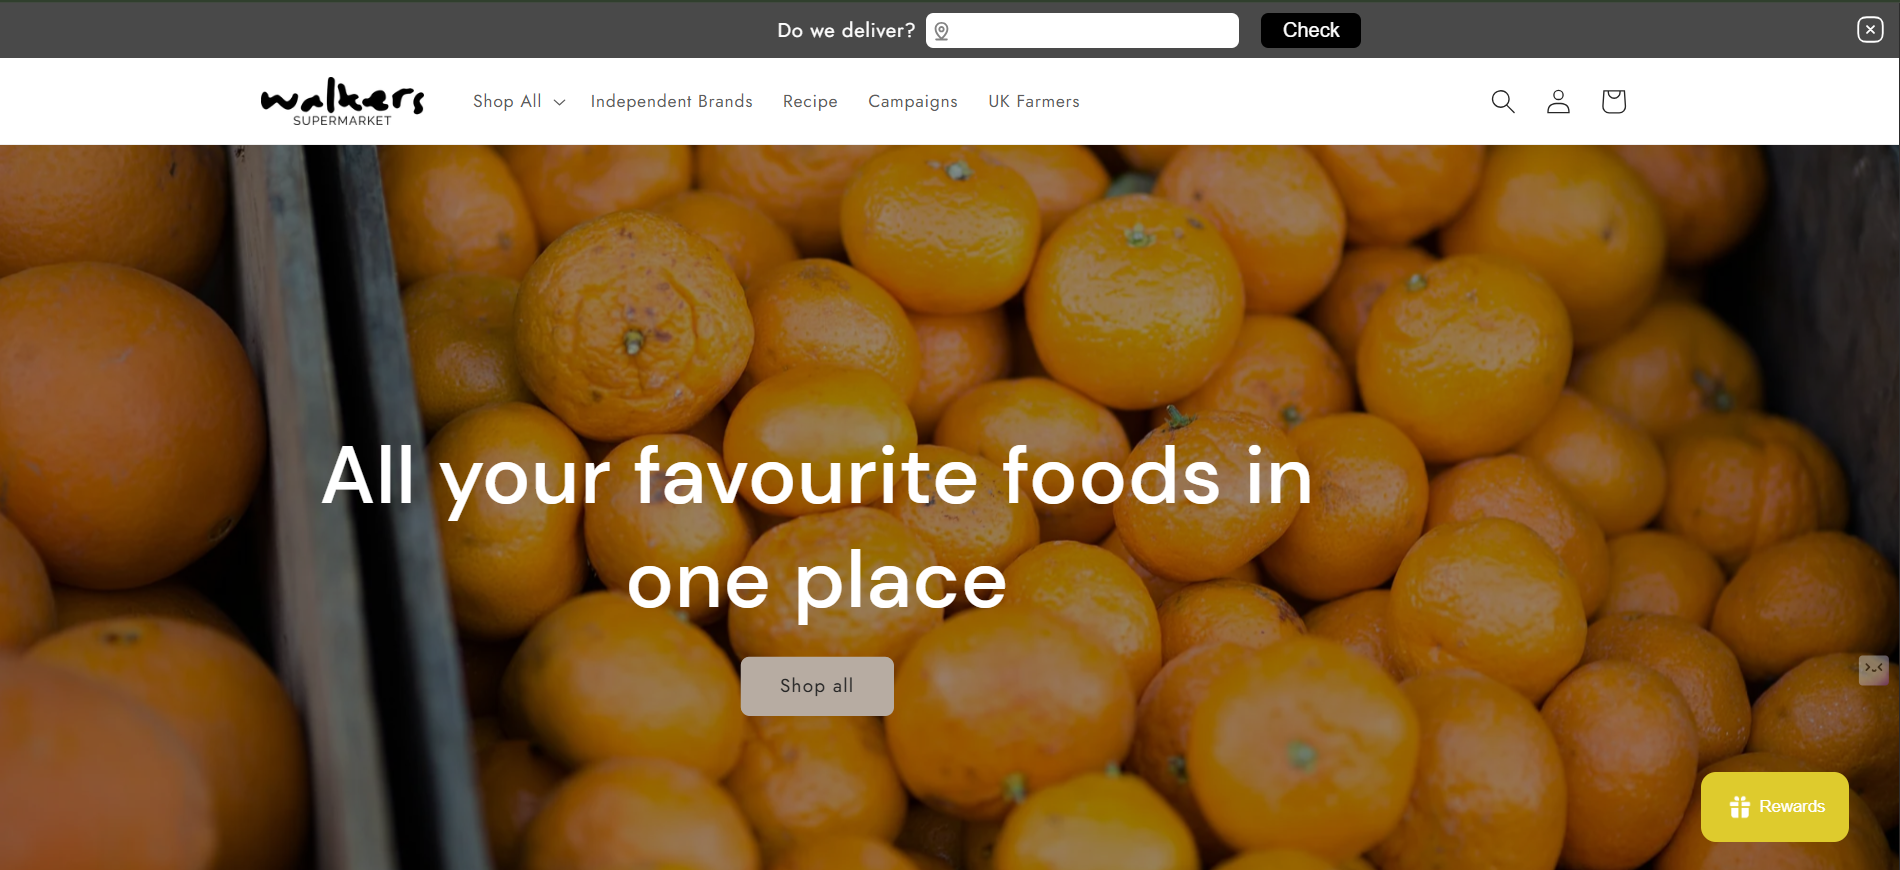 Do we deliver?
Check
walkers
SUPERMARKET
Shop All
Independent Brands
Recipe
Campaigns
UK Farmers
All your favourite foods in
one place
Shop all
Rewards